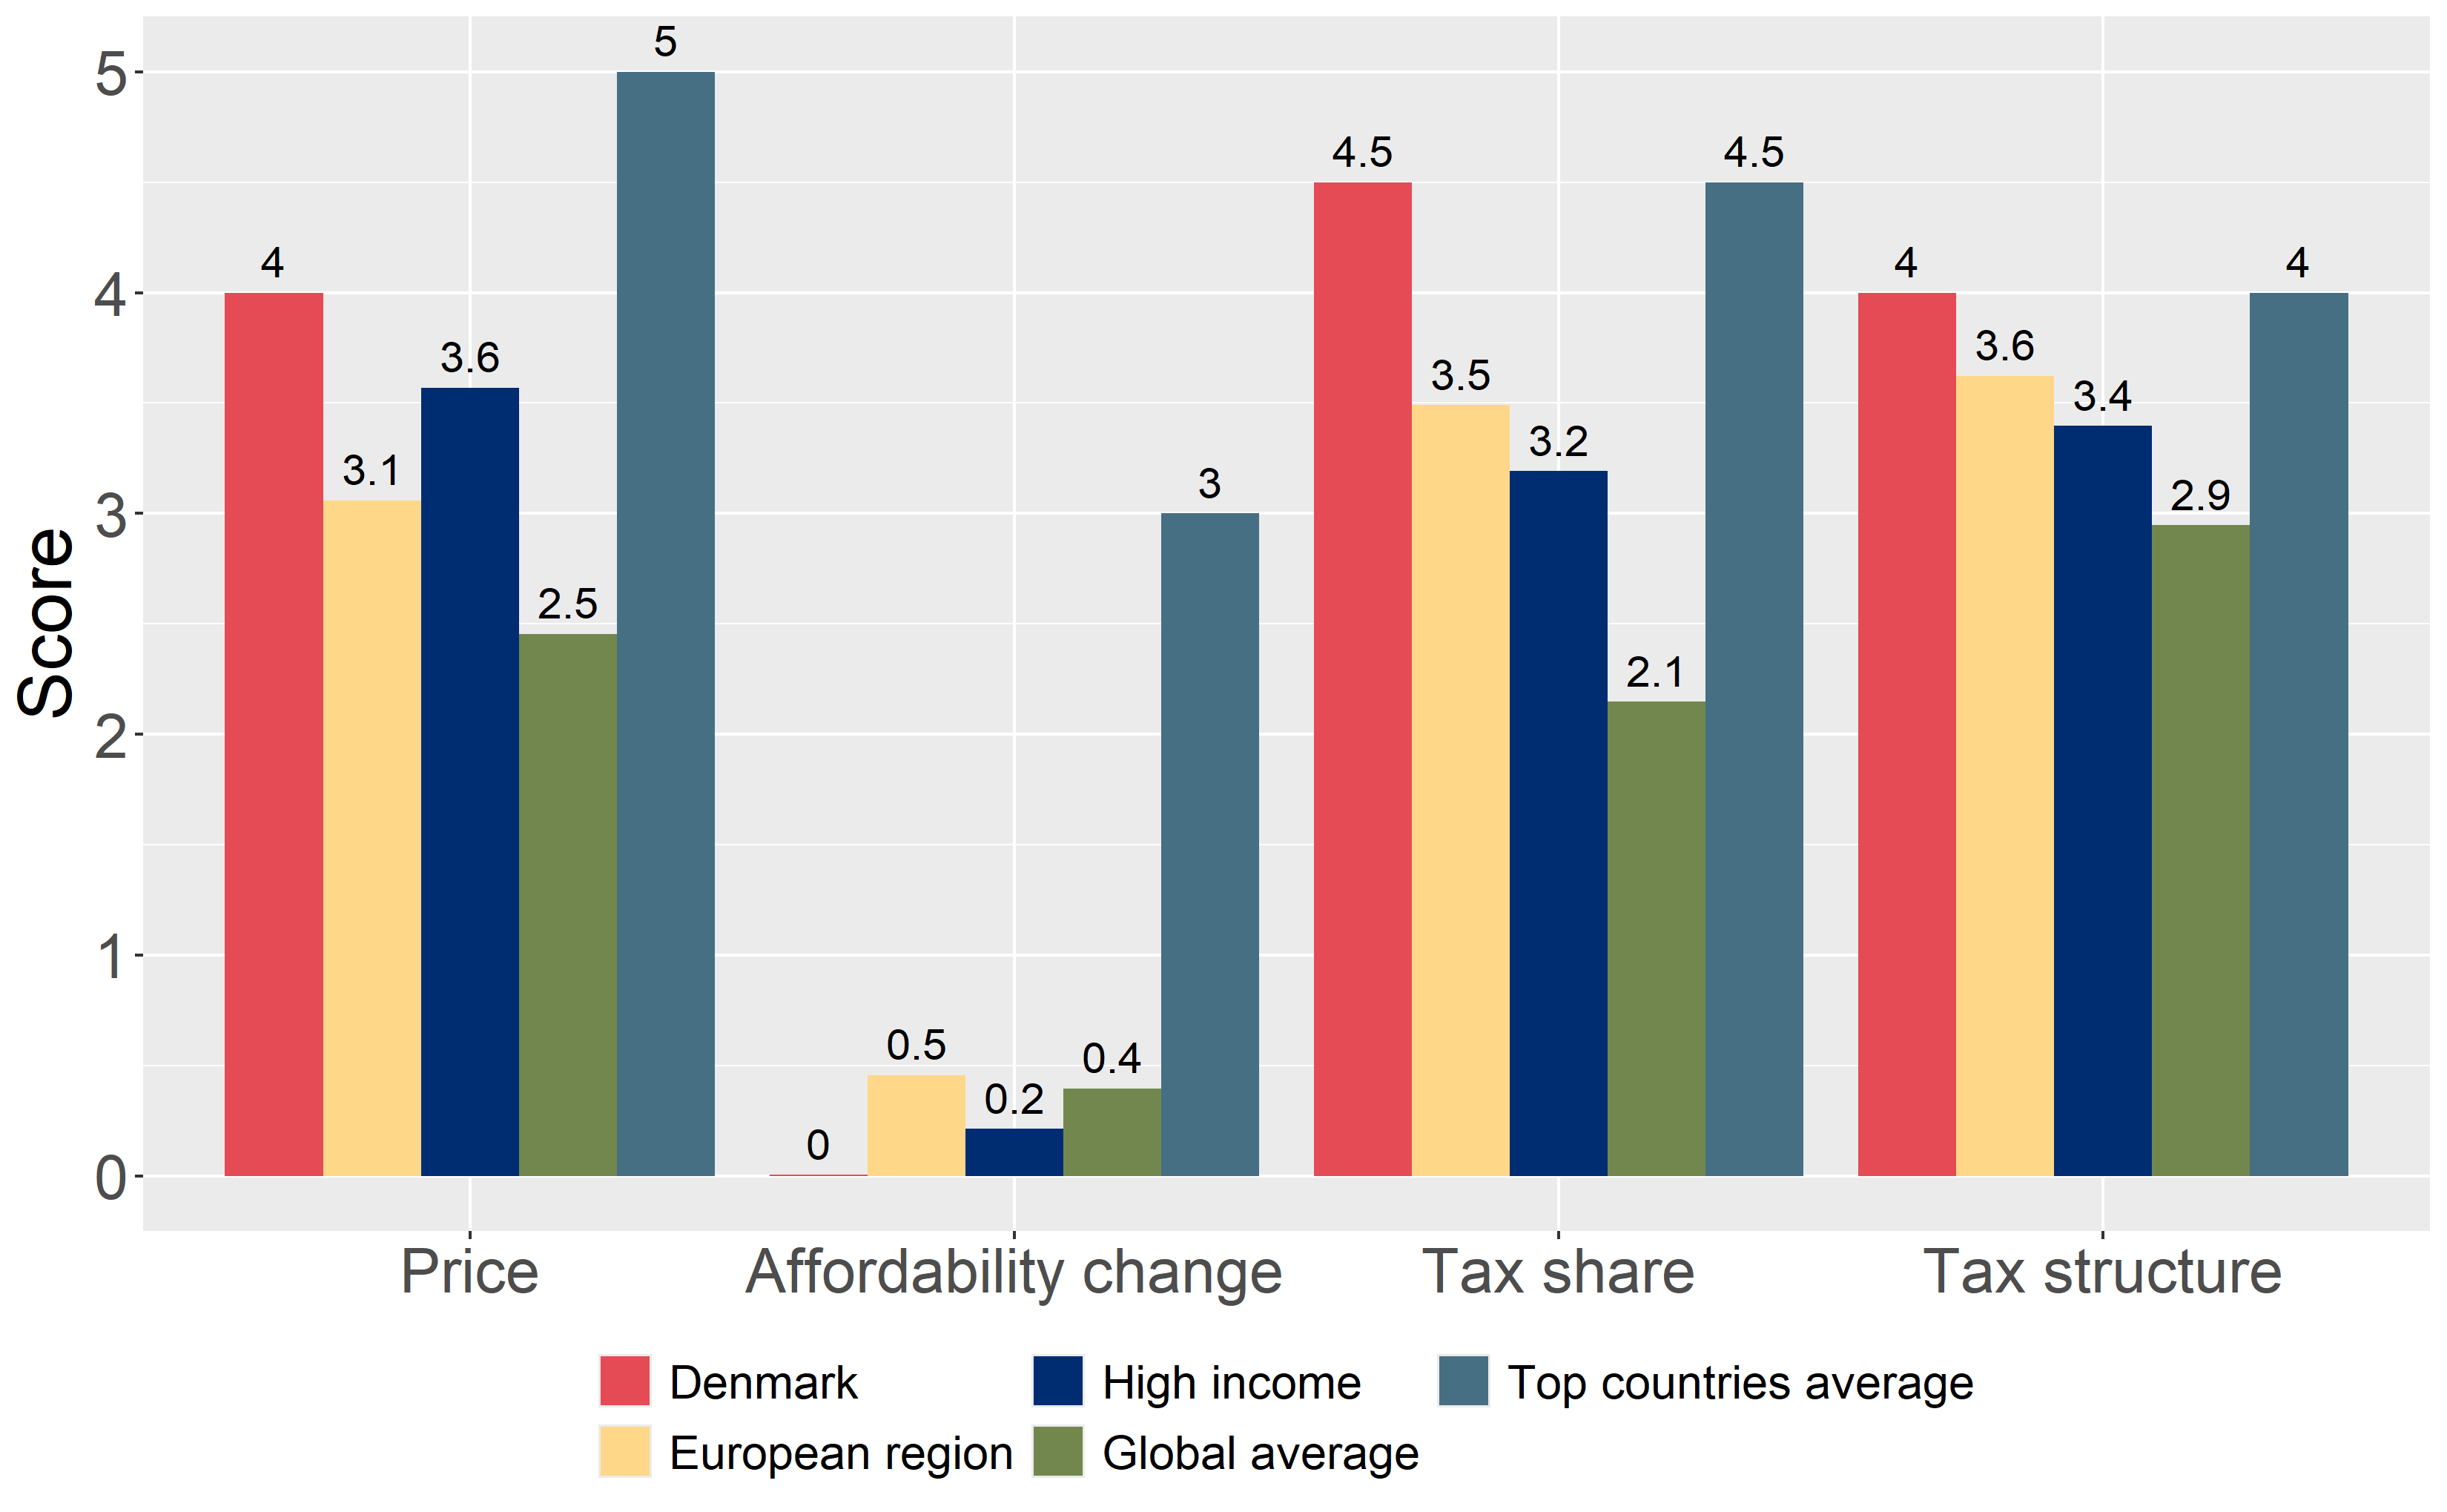 Score
5
4
3
2
1
0
4
3.1
3.6
2.5
5
0
0.5
0.2
0.4
3
4.5
3.5
3.2
2.1
4.5
4
3.6
3.4
2.9
4
Price
Affordability change
Tax share
Tax structure
Denmark
High income
Top countries average
European region
Global average